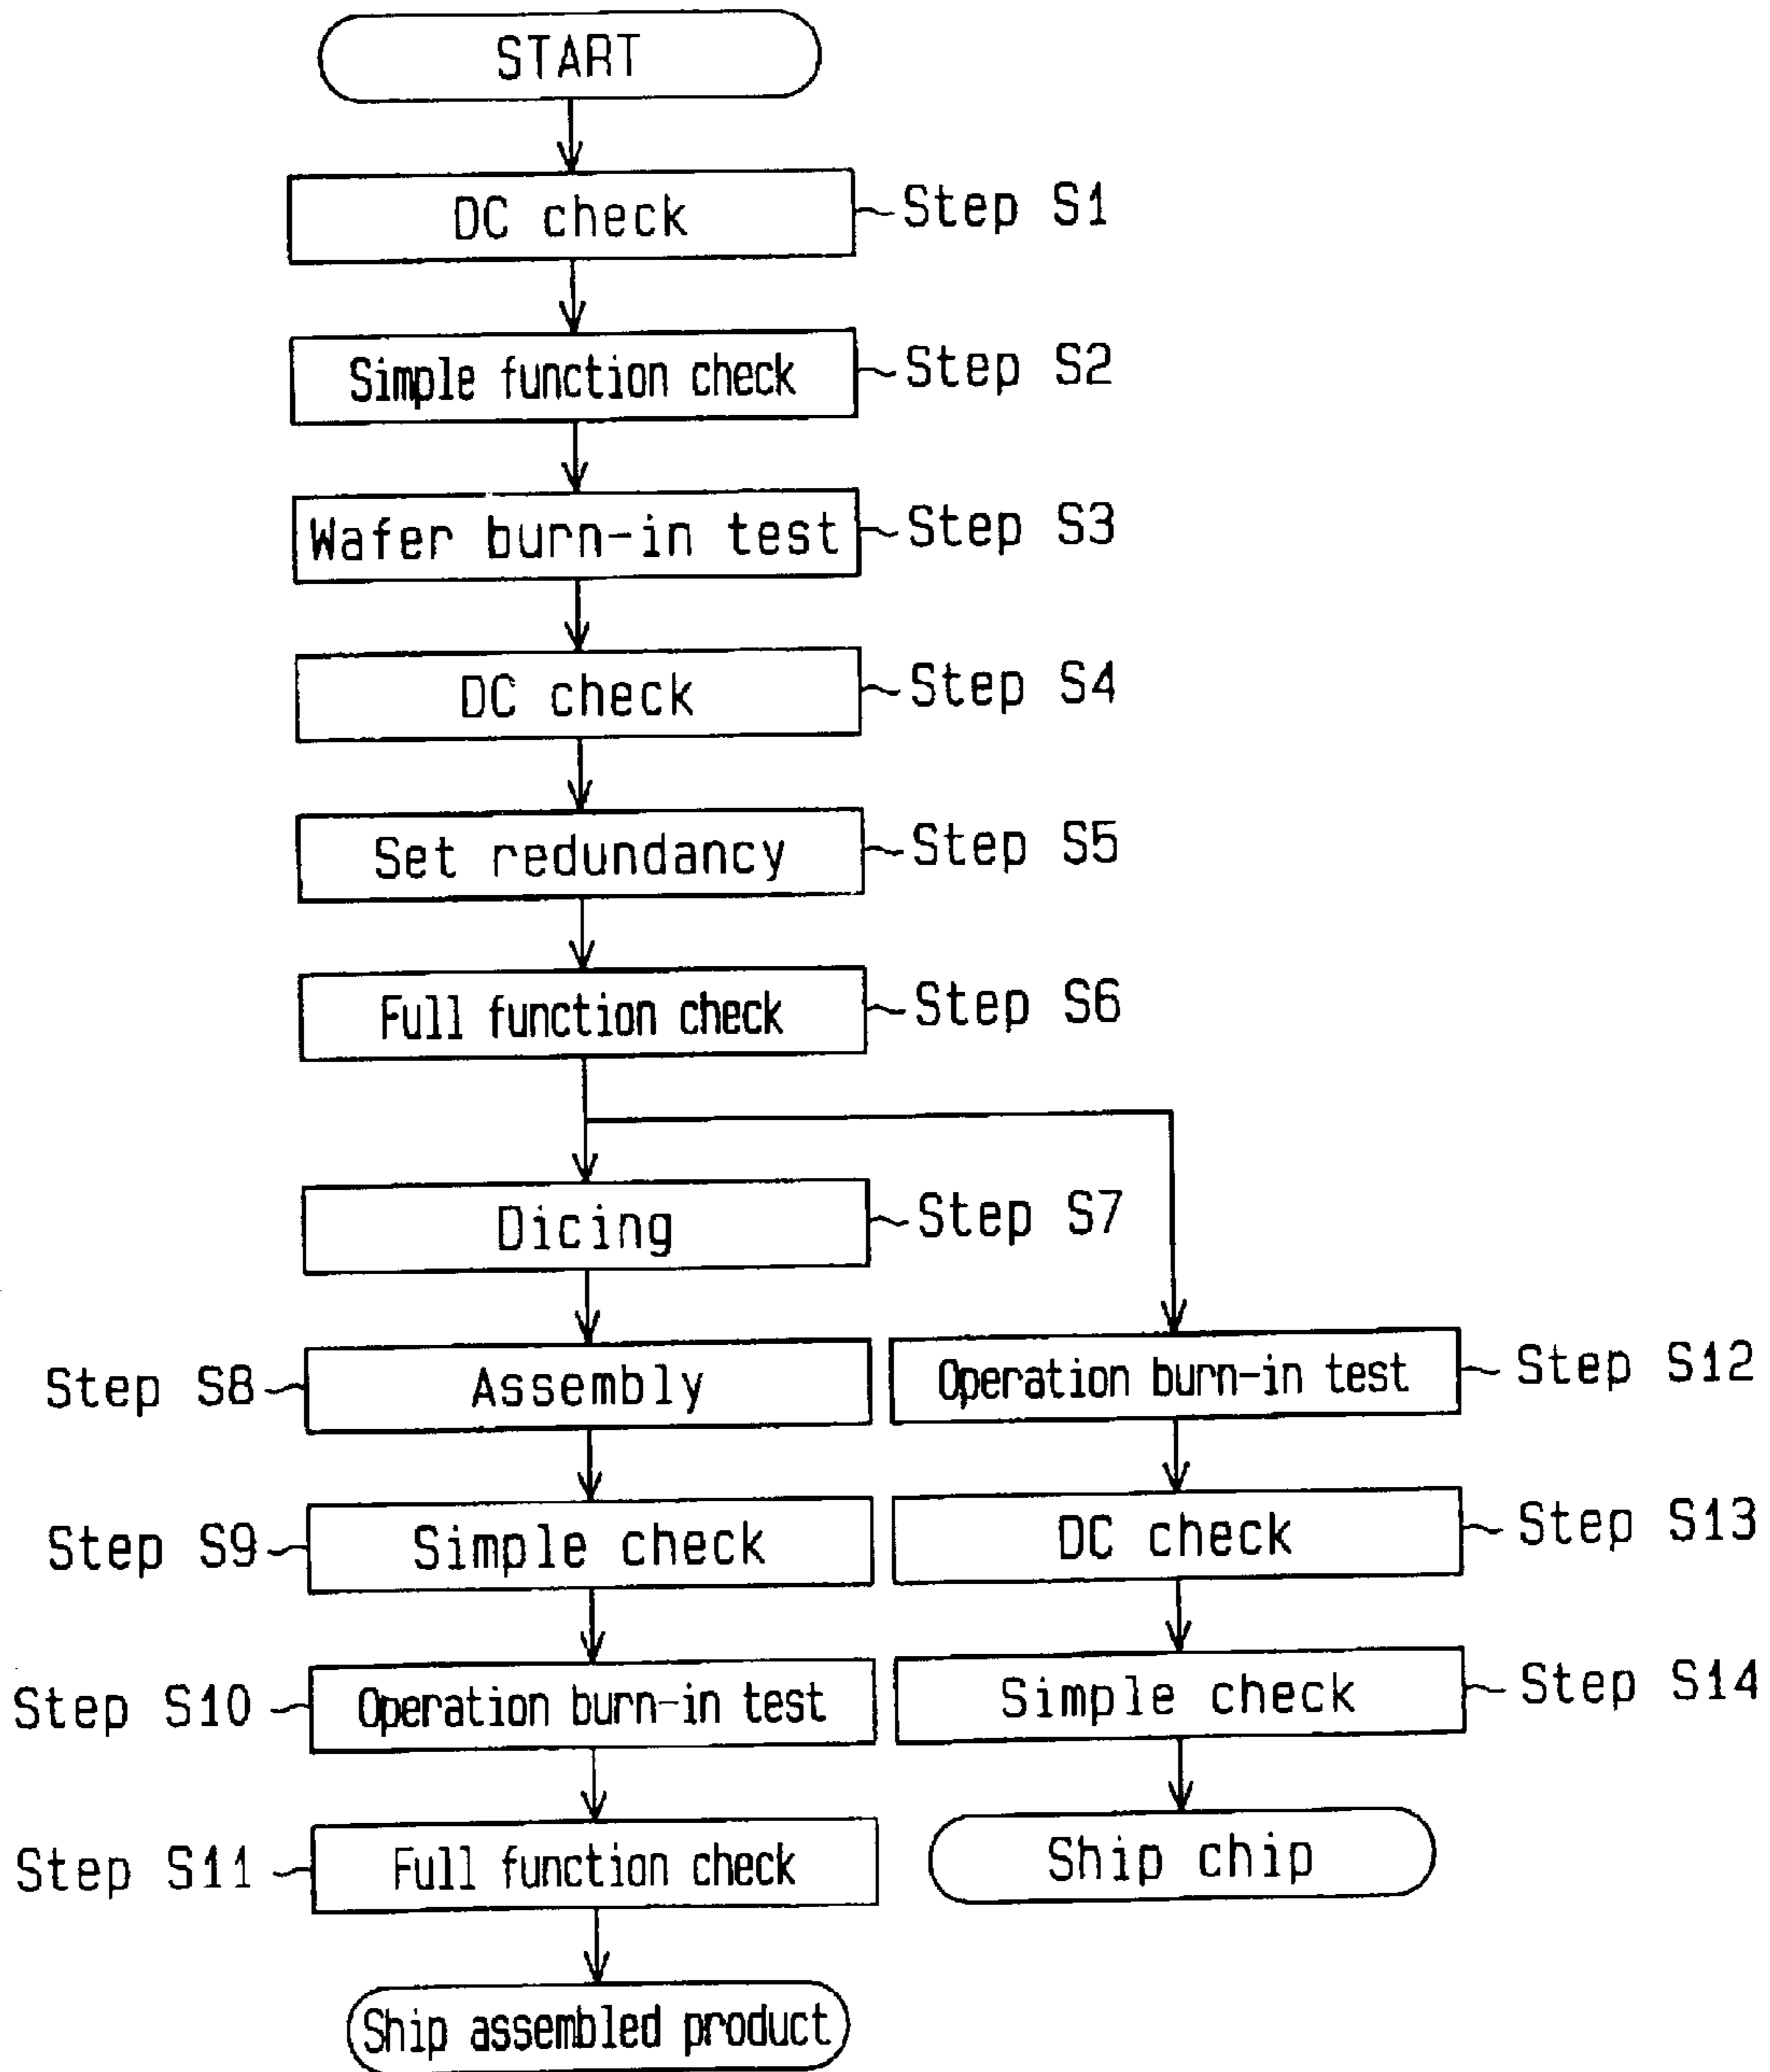 START
DC check
Step S1
Simple function check
Step S2
Wafer burn-in test
Step S3
DC check
Step S4
Set redundancy
Step S5
Full function check
Step S6
Dicing
Step S7
Step S8
Assembly
Operation burn-in test
Step S12
Step S9
Simple check
DC check
Step S13
Step S10
Operation burn-in test
Simple check
Step S14
Step S11
Full function check
Ship chip
Ship assembled product